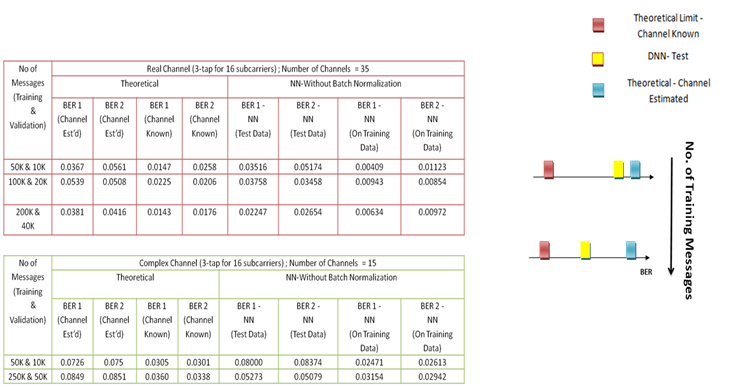 Theoretical Limit -
Channel Known
DNN- Test
Theoretical - Channel
Estimated
No of Messages (Training & Validation) Real Channel (3-tap for 16 subcarriers) ; Number of Channels = 35
Theoretical NN-Without Batch Normalization
BER 1 (Channel Est'd) BER 2 (Channel Est'd) BER 1 (Channel Known) BER 2 (Channel Known) BER 1 - NN (Test Data) BER 2 - NN (Test Data) BER 1 - NN (On Training Data) BER 2 - NN (On Training Data)
50K & 10K 0.0367 0.0561 0.0147 0.0258 0.03516 0.05174 0.00409 0.01123
100K & 20K 0.0539 0.0508 0.0225 0.0206 0.03758 0.03458 0.00943 0.00854
200K & 40K 0.0381 0.0416 0.0143 0.0176 0.02247 0.02654 0.00634 0.00972
No of Messages (Training & Validation) Complex Channel (3-tap for 16 subcarriers) ; Number of Channels = 15
Theoretical NN-Without Batch Normalization
BER 1 (Channel Est'd) BER 2 (Channel Est'd) BER 1 (Channel Known) BER 2 (Channel Known) BER 1 - NN (Test Data) BER 2 - NN (Test Data) BER 1 - NN (On Training Data) BER 2 - NN (On Training Data)
50K & 10K 0.0726 0.075 0.0305 0.0301 0.08000 0.08374 0.02471 0.02613
250K & 50K 0.0849 0.0851 0.0360 0.0338 0.05273 0.05079 0.03154 0.02942
No. of Training Messages
BER